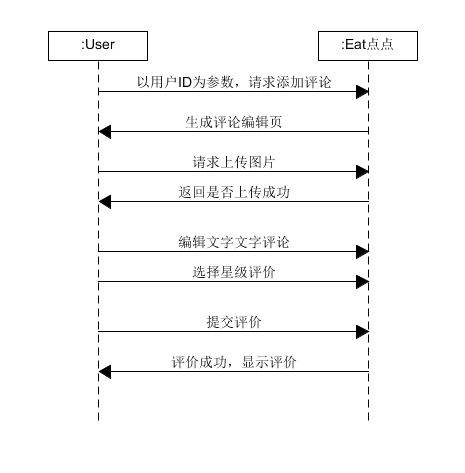 :User
:Eat点点
以用户ID为参数，请求添加评论
生成评论编辑页
请求上传图片
返回是否上传成功
编辑文字文字评论
选择星级评价
提交评价
评价成功，显示评价